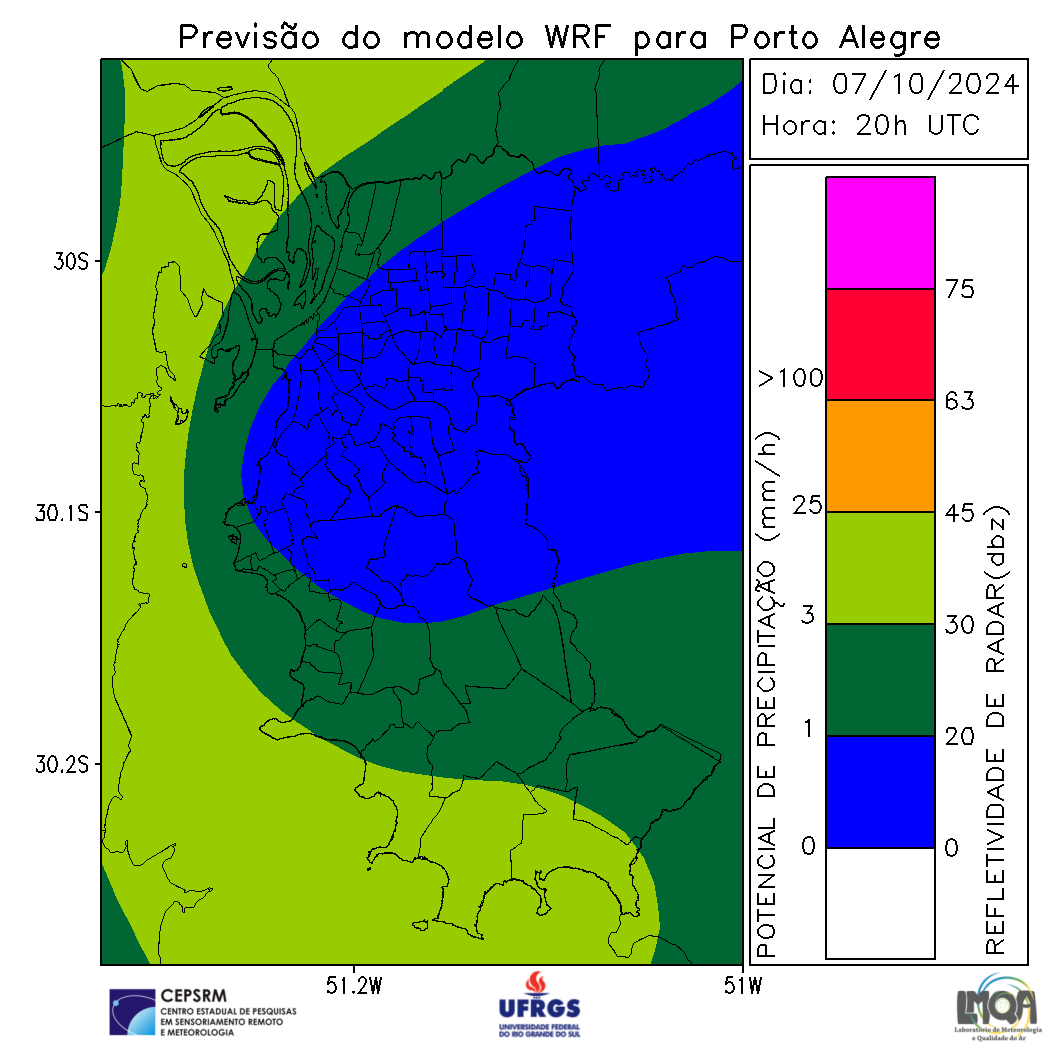 Previsão do modelo WRF para Porto Alegre
Dia: 07/10/2024
Hora: 20h UTC
30S
30.1S
30.2S
51.2W
51W
POTENCIAL DE PRECIPITAÇÃO (mm/h)
>100
25
3
1
0
75
63
45
30
20
0
REFLETIVIDADE DE RADAR(dbz)
CEPSRM
CENTRO ESTADUAL DE PESQUISAS
EM SENSORIAMENTO REMOTO
E METEOROLOGIA
UFRGS
UNIVERSIDADE FEDERAL
DO RIO GRANDE DO SUL
LMQA
Laboratório de Meteorologia
e Qualidade do Ar